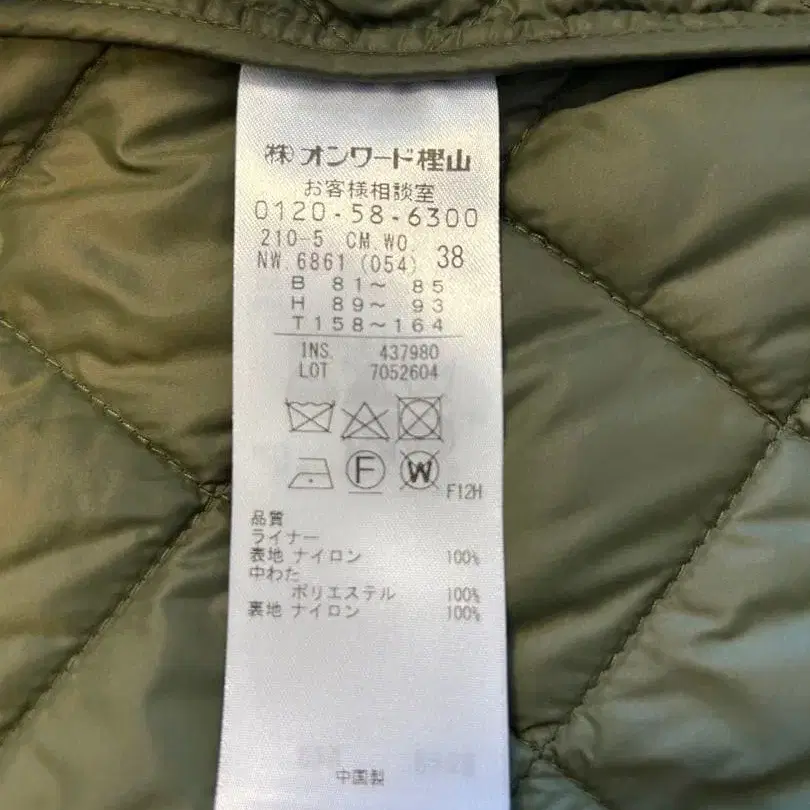 ㈱オンワード樫山
お客様相談室
0120-58-6300
210-5 CM.WO.
NW.6861 (054) 38
B 81～ 85
H 89～ 93
T158～164
INS. 437980
LOT 7052604
F W
F12H
品質
ライナー
表地 ナイロン 100%
中わた
ポリエステル 100%
裏地 ナイロン 100%
中国製